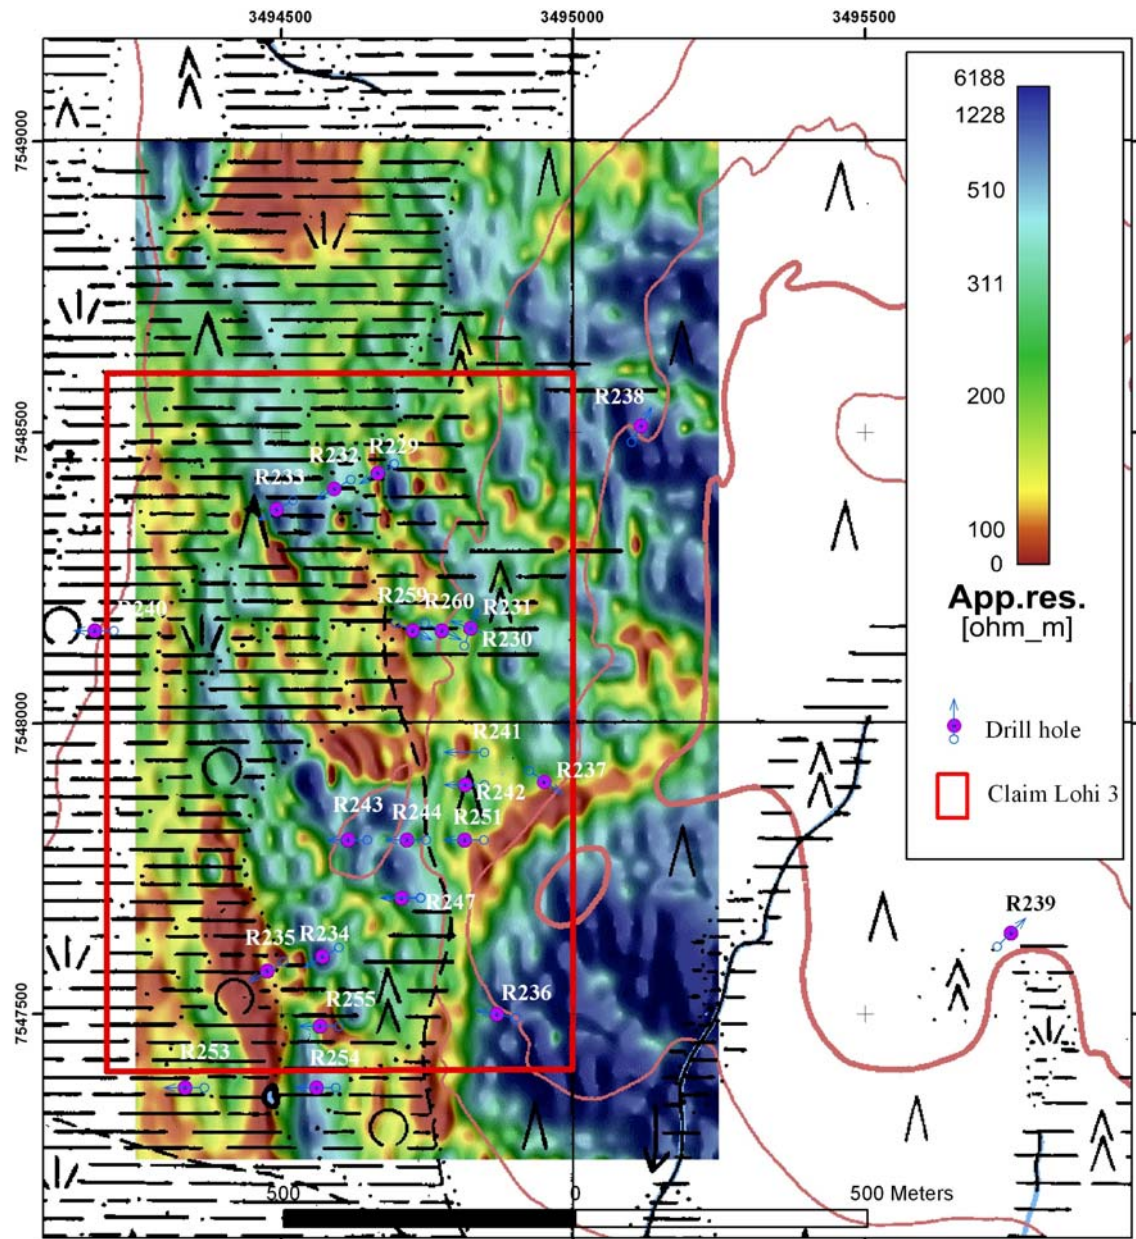 3494500 3495000 3495500
7549000
7548500
7548000
7547500
R238
R229
R232
R233
R259 R260 R231
R240
R230
R241
R237
R242
R243
R244
R251
R247
R235 R234
R236
R255
R253
R254
R239
6188
1228
510
311
200
100
0
App.res.
[ohm_m]
Drill hole
Claim Lohi 3
500 0 500 Meters